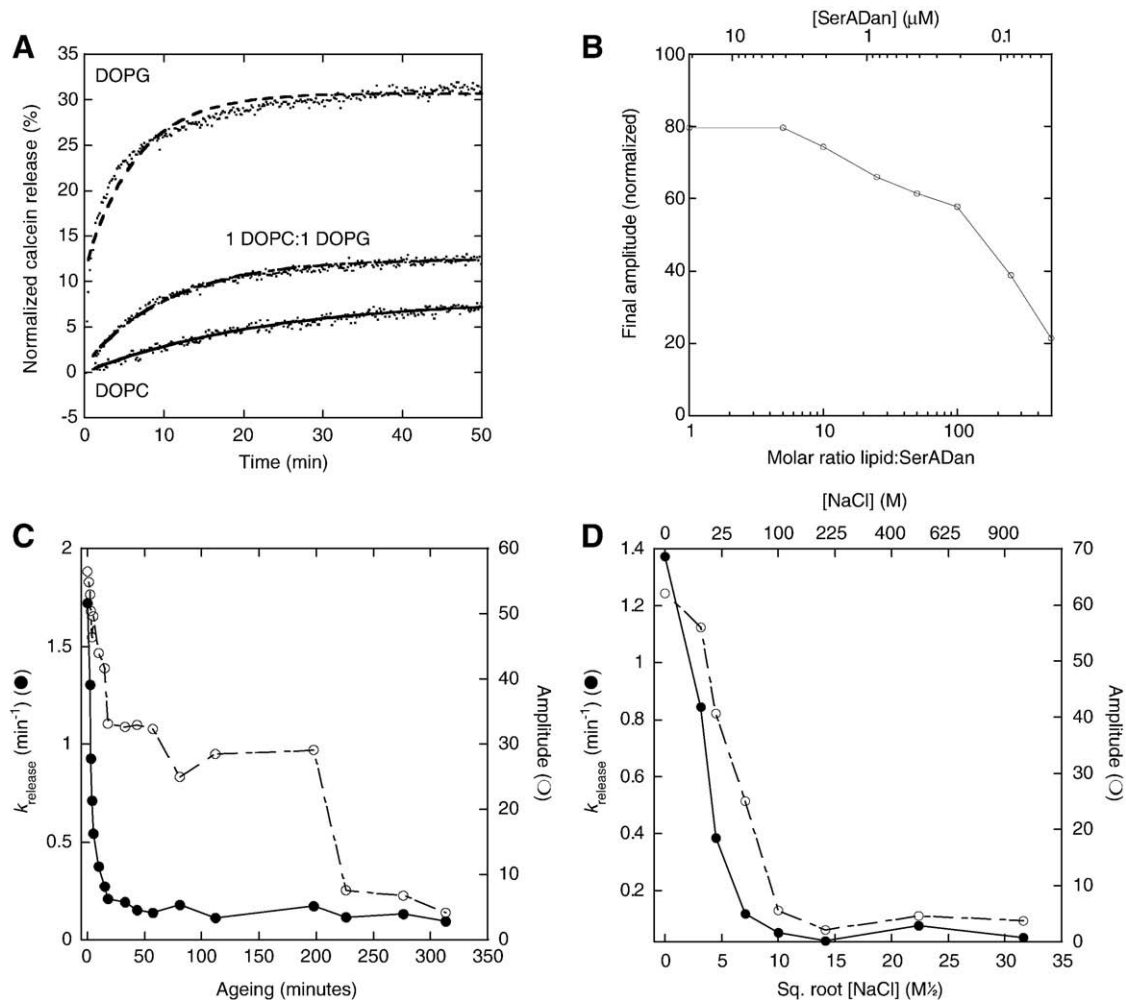 A
DOPG
1 DOPC:1 DOPG
DOPC
Normalized calcein release (%)
35
30
25
20
15
10
5
0
-5
0 10 20 30 40 50
Time (min)
B
[SerADan] (μM)
10 1 0.1
Final amplitude (normalized)
100
80
60
40
20
0
1 10 100
Molar ratio lipid:SerADan
C
k release (min⁻¹) (●)
2
1.5
1
0.5
0
Amplitude (○)
60
50
40
30
20
10
0
0 50 100 150 200 250 300 350
Ageing (minutes)
D
[NaCl] (M)
0 25 100 225 400 625 900
k release (min⁻¹) (●)
1.4
1.2
1
0.8
0.6
0.4
0.2
Amplitude (○)
70
60
50
40
30
20
10
0
0 5 10 15 20 25 30 35
Sq. root [NaCl] (M½)